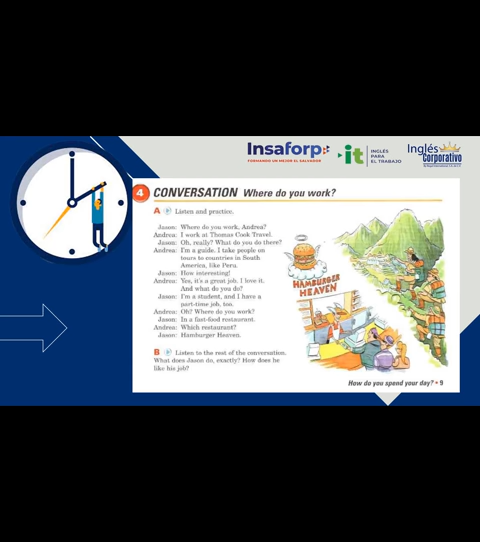 Insaforp
FORMANDO UN MEJOR EL SALVADOR
it
INGLÉS
PARA
EL TRABAJO
Inglés
Corporativo
4 CONVERSATION Where do you work?
A Listen and practice.
Jason: Where do you work, Andrea?
Andrea: I work at Thomas Cook Travel.
Jason: Oh, really? What do you do there?
Andrea: I'm a guide. I take people on
tours to countries in South
America, like Peru.
Jason: How interesting!
Andrea: Yes, it's a great job. I love it.
And what do you do?
Jason: I'm a student, and I have a
part-time job, too.
Andrea: Oh? Where do you work?
Jason: In a fast-food restaurant.
Andrea: Which restaurant?
Jason: Hamburger Heaven.
HAMBURGER
HEAVEN
B Listen to the rest of the conversation.
What does Jason do, exactly? How does he
like his job?
How do you spend your day? • 9